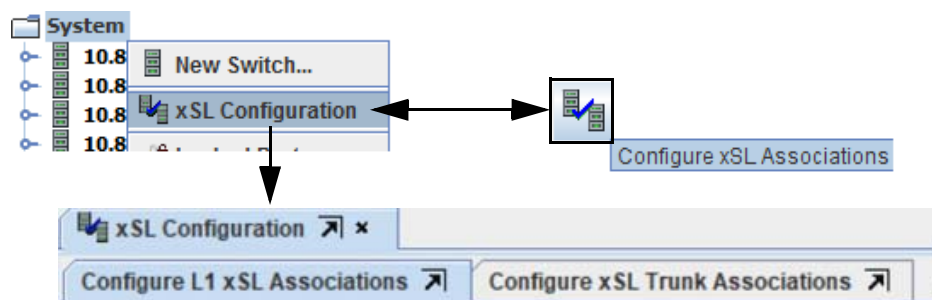 System
10.8
New Switch...
10.8
10.8
xSL Configuration
10.8
Configure xSL Associations
xSL Configuration
Configure L1 xSL Associations
Configure xSL Trunk Associations